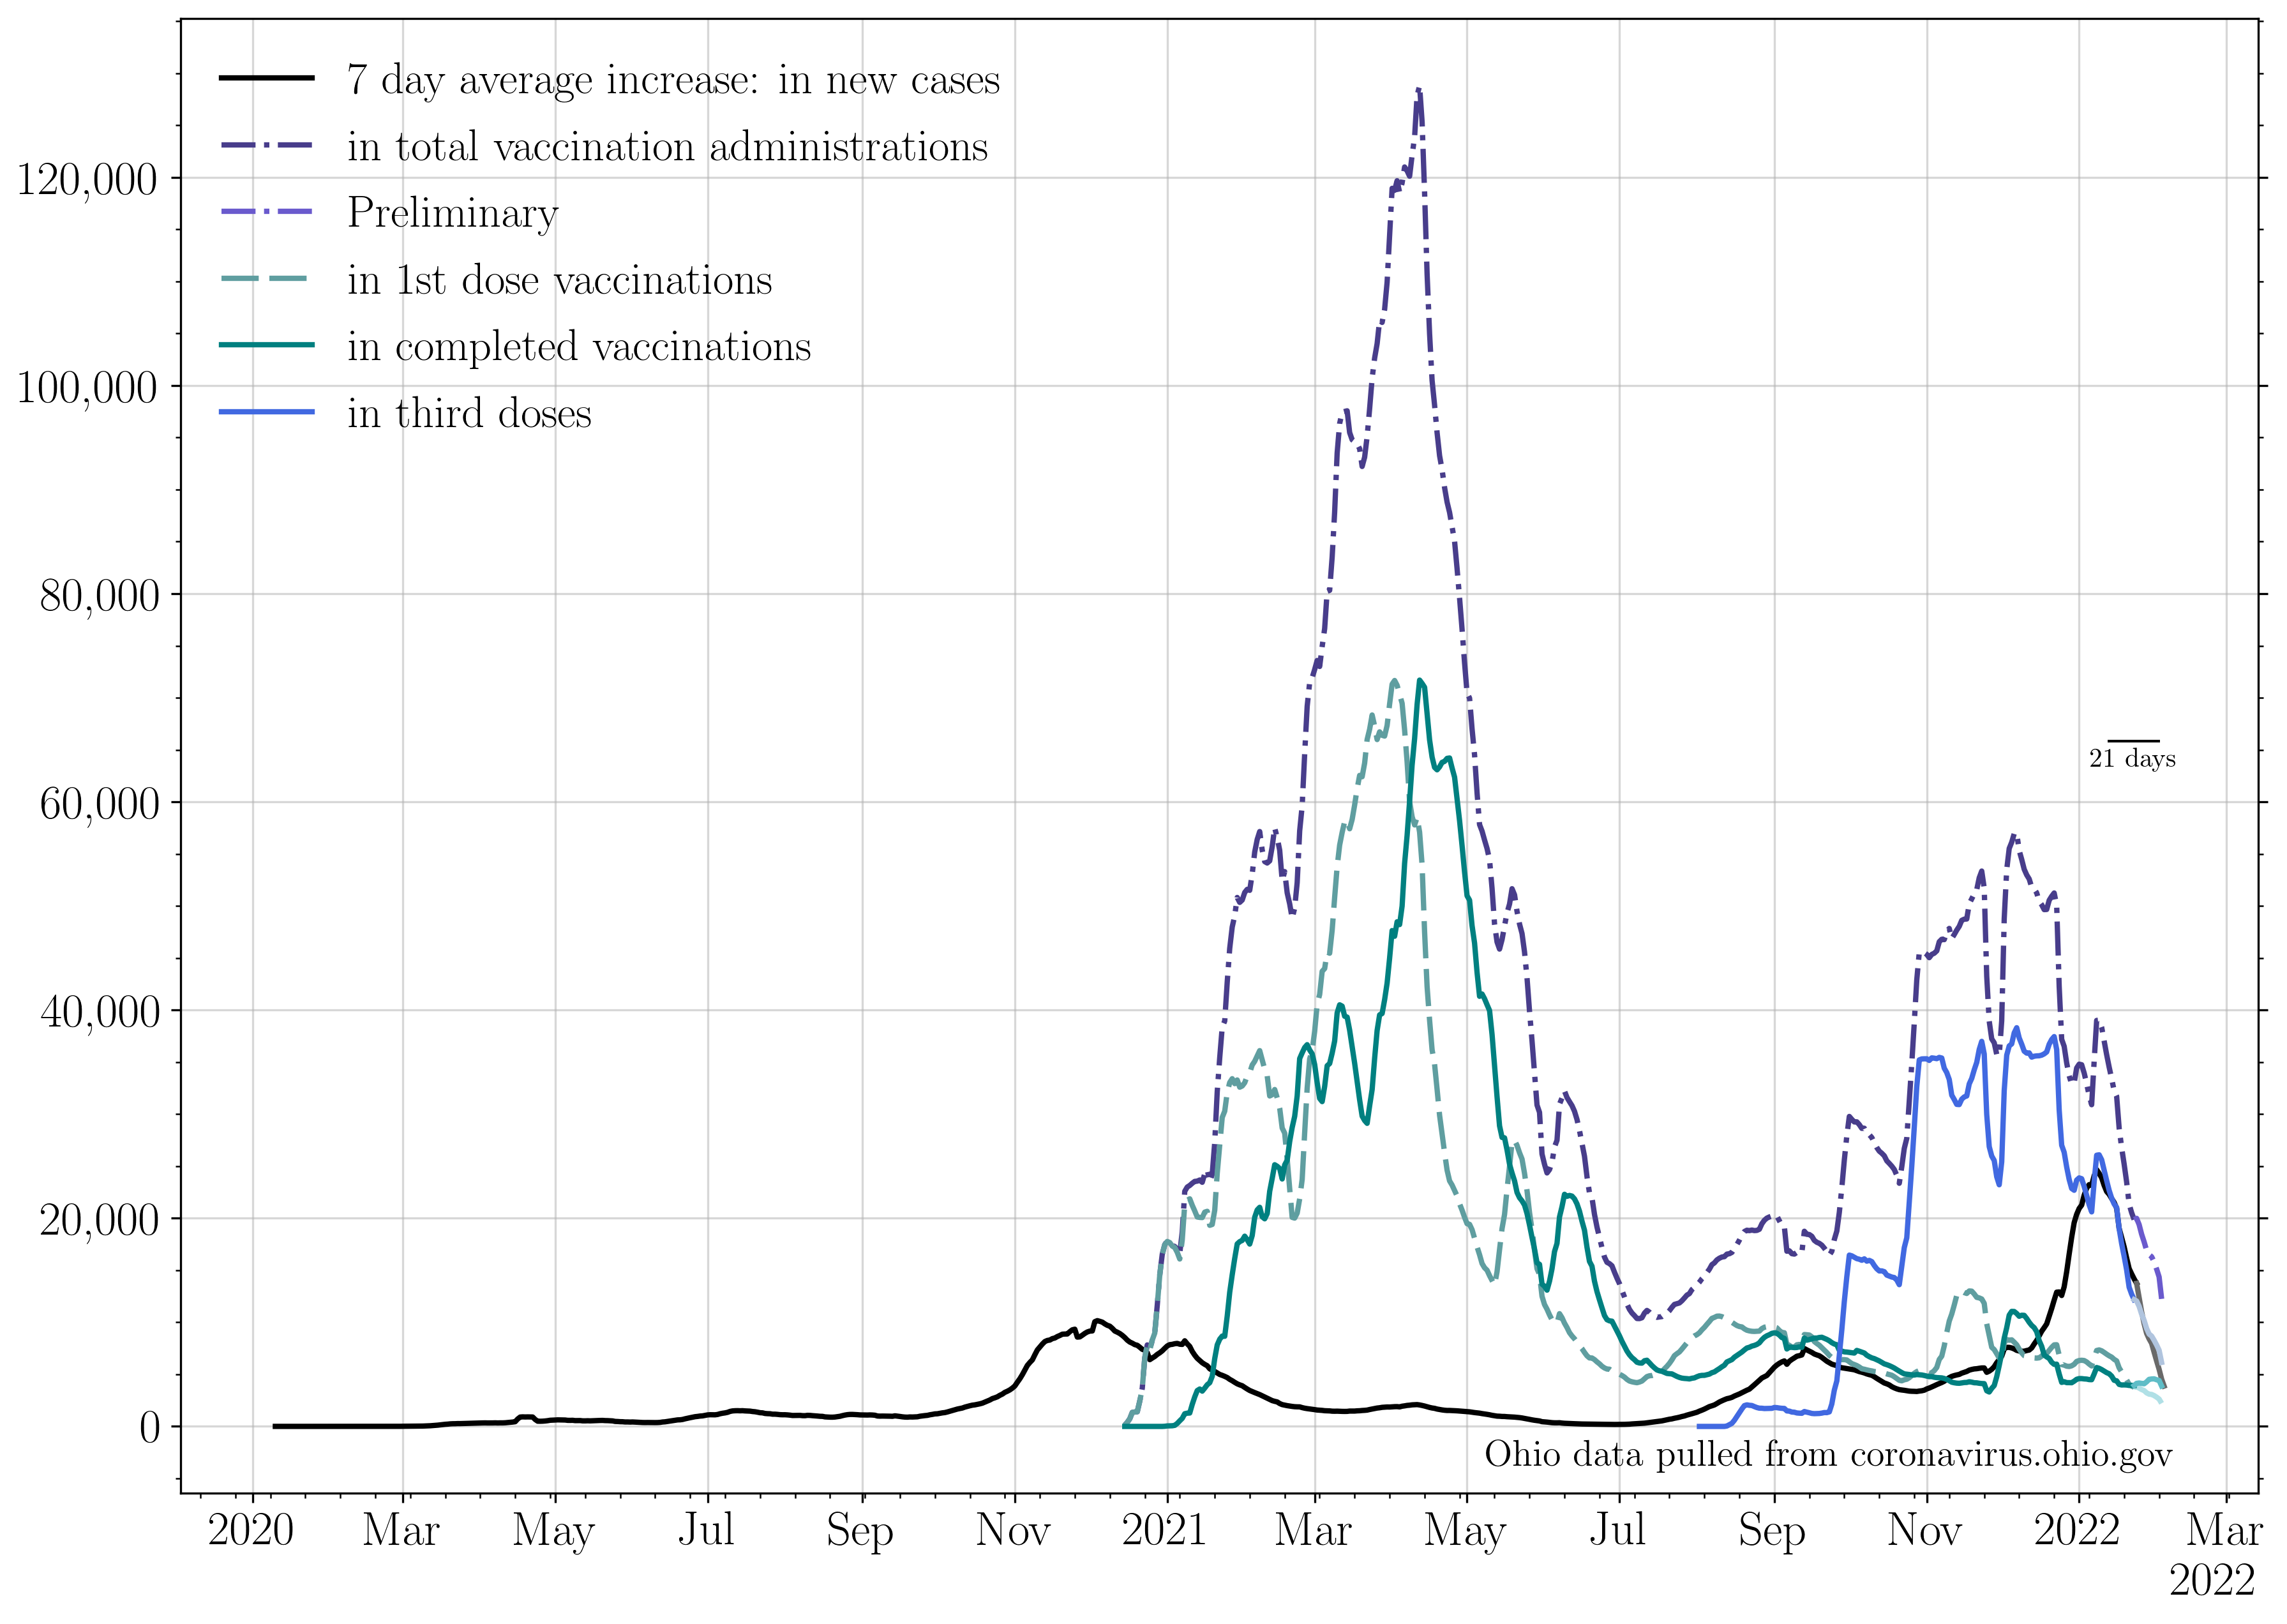 7 day average increase: in new cases
in total vaccination administrations
Preliminary
in 1st dose vaccinations
in completed vaccinations
in third doses
120,000
100,000
80,000
60,000
40,000
20,000
0
21 days
Ohio data pulled from coronavirus.ohio.gov
2020 Mar May Jul Sep Nov 2021 Mar May Jul Sep Nov 2022 Mar
2022